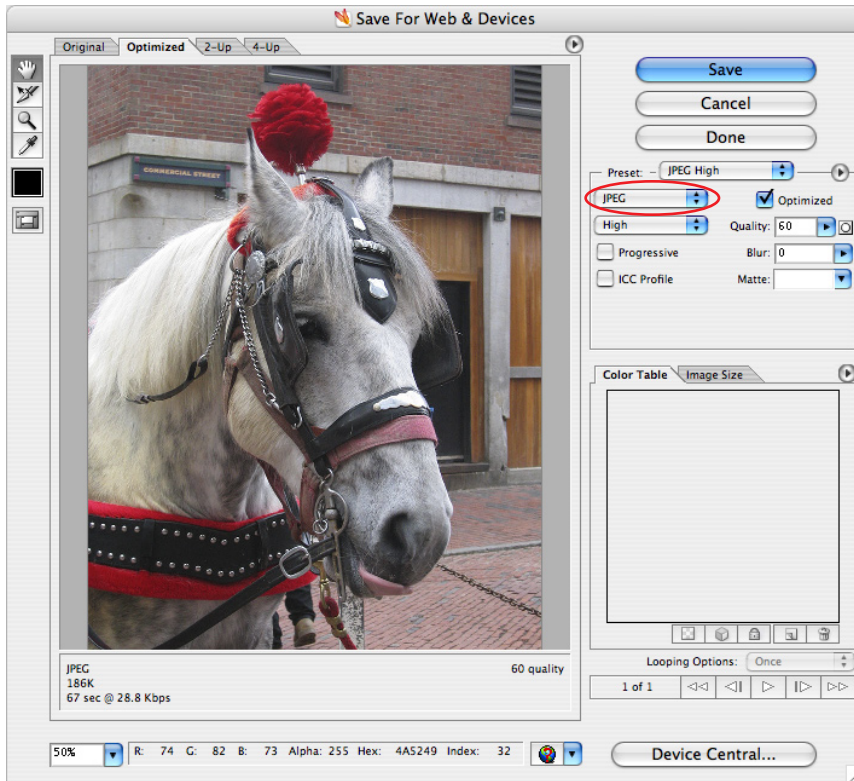 Save For Web & Devices
Original Optimized 2-Up 4-Up
COMMERCIAL STREET
Save
Cancel
Done
Preset: JPEG High
JPEG Optimized
High Quality: 60
Progressive Blur: 0
ICC Profile Matte:
Color Table Image Size
JPEG 60 quality
186K
67 sec @ 28.8 Kbps
Looping Options: Once
1 of 1
50% R: 74 G: 82 B: 73 Alpha: 255 Hex: 4A5249 Index: 32
Device Central...